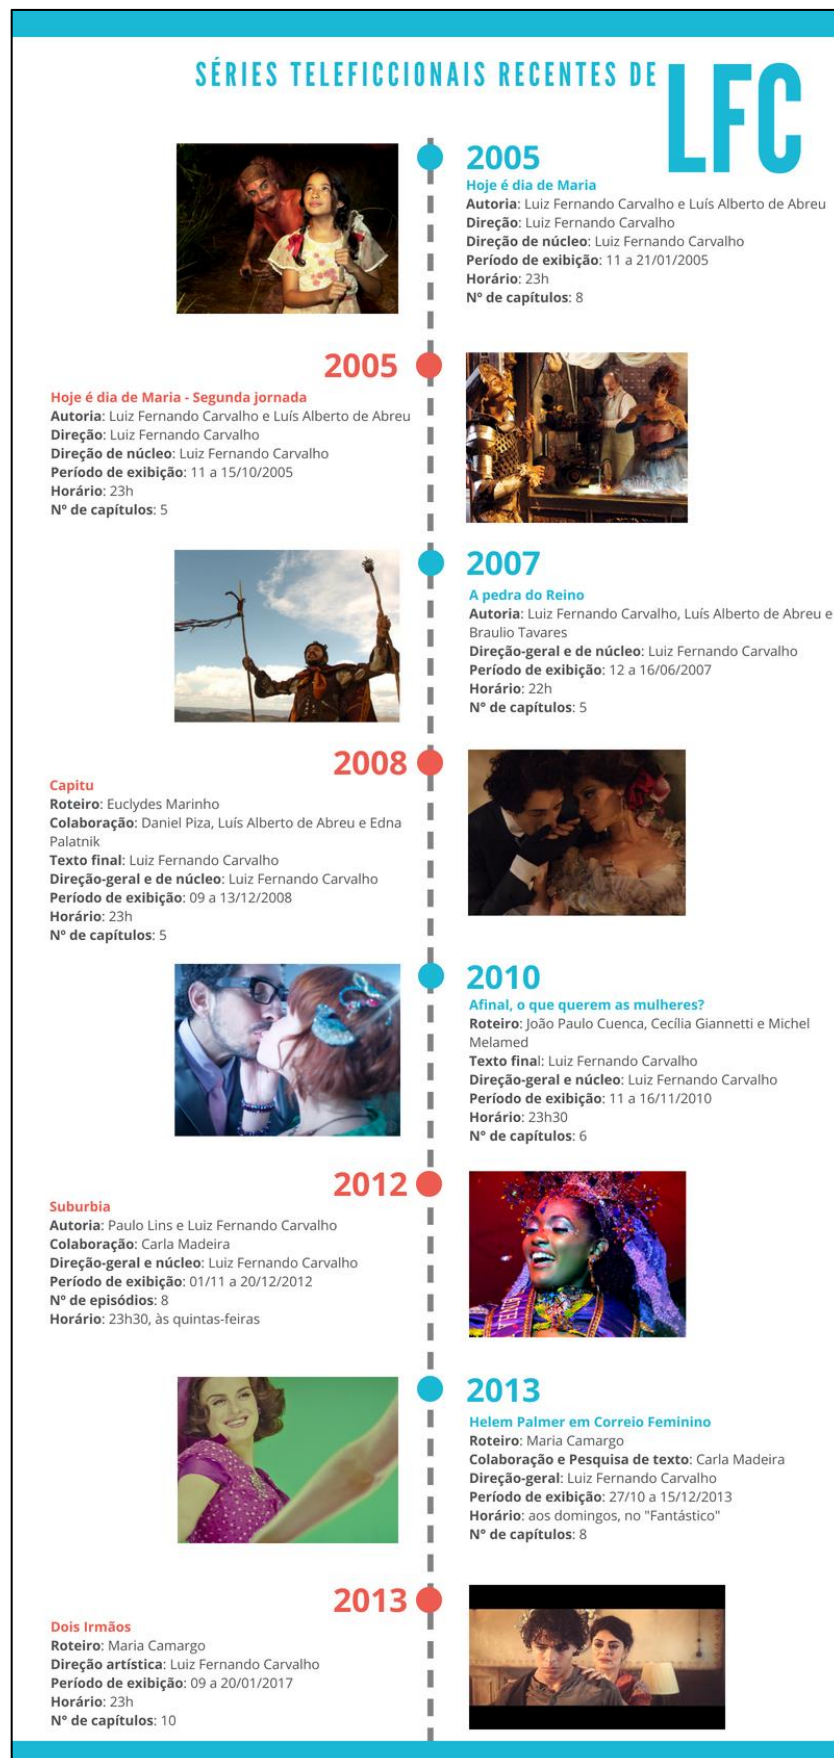 SÉRIES TELEFICCIONAIS RECENTES DE LFC
2005
Hoje é dia de Maria
Autoria: Luiz Fernando Carvalho e Luís Alberto de Abreu
Direção: Luiz Fernando Carvalho
Direção de núcleo: Luiz Fernando Carvalho
Período de exibição: 11 a 21/01/2005
Horário: 23h
Nº de capítulos: 8
2005
Hoje é dia de Maria - Segunda jornada
Autoria: Luiz Fernando Carvalho e Luís Alberto de Abreu
Direção: Luiz Fernando Carvalho
Direção de núcleo: Luiz Fernando Carvalho
Período de exibição: 11 a 15/10/2005
Horário: 23h
Nº de capítulos: 5
2007
A pedra do Reino
Autoria: Luiz Fernando Carvalho, Luís Alberto de Abreu e
Braulio Tavares
Direção-geral e de núcleo: Luiz Fernando Carvalho
Período de exibição: 12 a 16/06/2007
Horário: 22h
Nº de capítulos: 5
2008
Capitu
Roteiro: Euclydes Marinho
Colaboração: Daniel Piza, Luís Alberto de Abreu e Edna
Palatnik
Texto final: Luiz Fernando Carvalho
Direção-geral e de núcleo: Luiz Fernando Carvalho
Período de exibição: 09 a 13/12/2008
Horário: 23h
Nº de capítulos: 5
2010
Afinal, o que querem as mulheres?
Roteiro: João Paulo Cuenca, Cecília Giannetti e Michel
Melamed
Texto final: Luiz Fernando Carvalho
Direção-geral e núcleo: Luiz Fernando Carvalho
Período de exibição: 11 a 16/11/2010
Horário: 23h30
Nº de capítulos: 6
2012
Suburbia
Autoria: Paulo Lins e Luiz Fernando Carvalho
Colaboração: Carla Madeira
Direção-geral e núcleo: Luiz Fernando Carvalho
Período de exibição: 01/11 a 20/12/2012
Nº de episódios: 8
Horário: 23h30, às quintas-feiras
2013
Helem Palmer em Correio Feminino
Roteiro: Maria Camargo
Colaboração e Pesquisa de texto: Carla Madeira
Direção-geral: Luiz Fernando Carvalho
Período de exibição: 27/10 a 15/12/2013
Horário: aos domingos, no "Fantástico"
Nº de capítulos: 8
2013
Dois Irmãos
Roteiro: Maria Camargo
Direção artística: Luiz Fernando Carvalho
Período de exibição: 09 a 20/01/2017
Horário: 23h
Nº de capítulos: 10